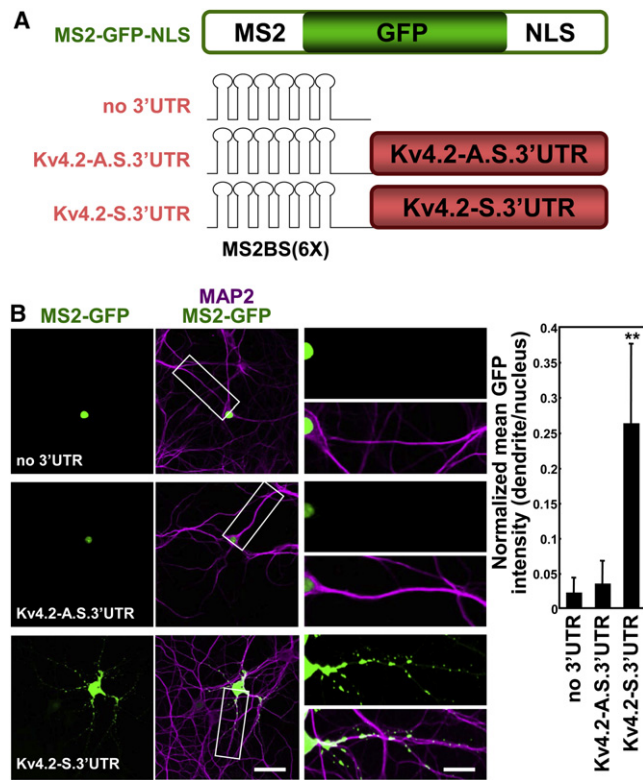 A
MS2-GFP-NLS
MS2 GFP NLS
no 3'UTR
Kv4.2-A.S.3'UTR
Kv4.2-A.S.3'UTR
Kv4.2-S.3'UTR
Kv4.2-S.3'UTR
MS2BS(6X)
B
MS2-GFP
MAP2
MS2-GFP
no 3'UTR
Kv4.2-A.S.3'UTR
Kv4.2-S.3'UTR
Normalized mean GFP
intensity (dendrite/nucleus)
0.4
0.35
0.3
0.25
0.2
0.15
0.1
0.05
0
**
no 3'UTR
Kv4.2-A.S.3'UTR
Kv4.2-S.3'UTR